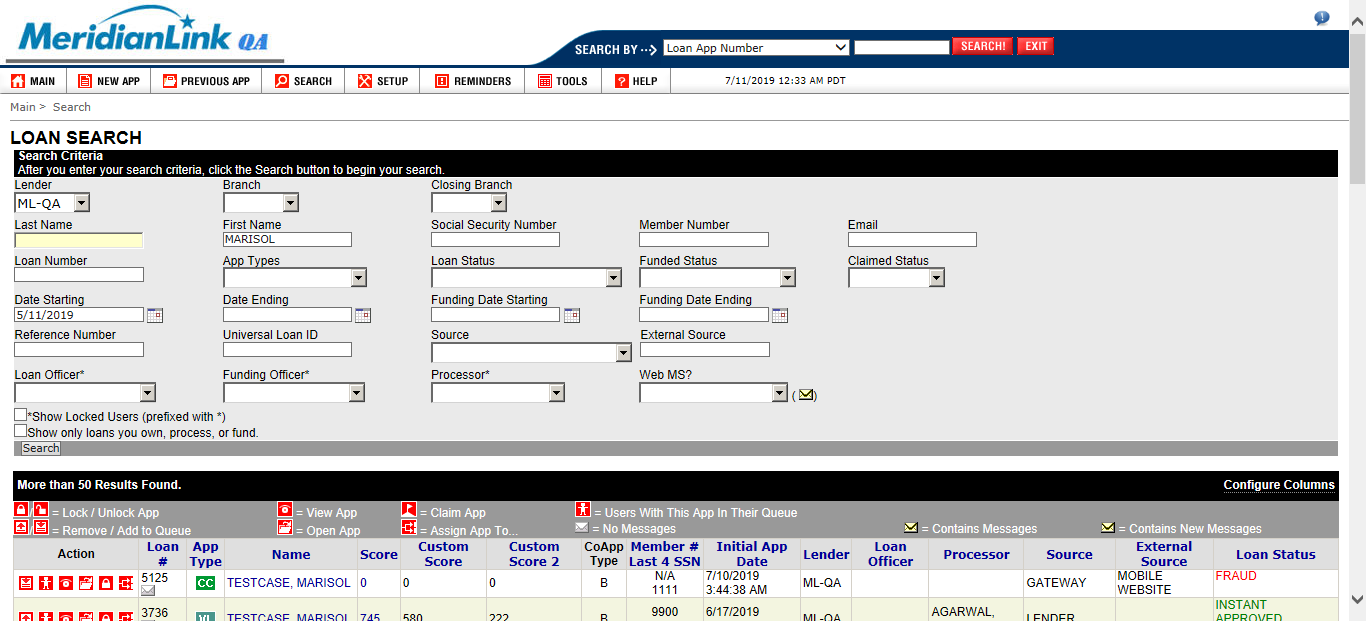 MeridianLink QA
SEARCH BY ··> Loan App Number SEARCH! EXIT
MAIN NEW APP PREVIOUS APP SEARCH SETUP REMINDERS TOOLS HELP 7/11/2019 12:33 AM PDT
Main > Search
LOAN SEARCH
Search Criteria
After you enter your search criteria, click the Search button to begin your search.
Lender Branch Closing Branch
ML-QA
Last Name First Name Social Security Number Member Number Email
MARISOL
Loan Number App Types Loan Status Funded Status Claimed Status
Date Starting Date Ending Funding Date Starting Funding Date Ending
5/11/2019
Reference Number Universal Loan ID Source External Source
Loan Officer* Funding Officer* Processor* Web MS?
( )
*Show Locked Users (prefixed with *)
Show only loans you own, process, or fund.
Search
More than 50 Results Found. Configure Columns
/ = Lock / Unlock App = View App = Claim App = Users With This App In Their Queue
/ = Remove / Add to Queue = Open App = Assign App To... = No Messages = Contains Messages = Contains New Messages
Action Loan # App Type Name Score Custom Score Custom Score 2 CoApp Type Member # Last 4 SSN Initial App Date Lender Loan Officer Processor Source External Source Loan Status
5125 CC TESTCASE, MARISOL 0 0 0 B N/A 1111 7/10/2019 3:44:38 AM ML-QA GATEWAY MOBILE WEBSITE FRAUD
3736 VL TESTCASE, MARISOL 745 580 222 B 9900 6/17/2019 ML-QA AGARWAL, LENDER INSTANT APPROVED